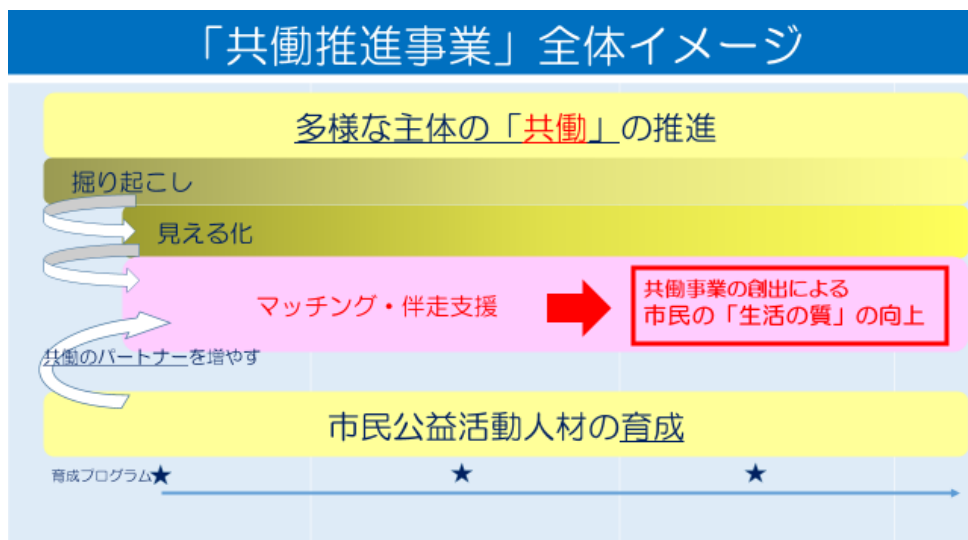 「共働推進事業」全体イメージ
多様な主体の「共働」の推進
掘り起こし
見える化
マッチング・伴走支援
共働事業の創出による
市民の「生活の質」の向上
共働のパートナーを増やす
市民公益活動人材の育成
育成プログラム★ ★ ★